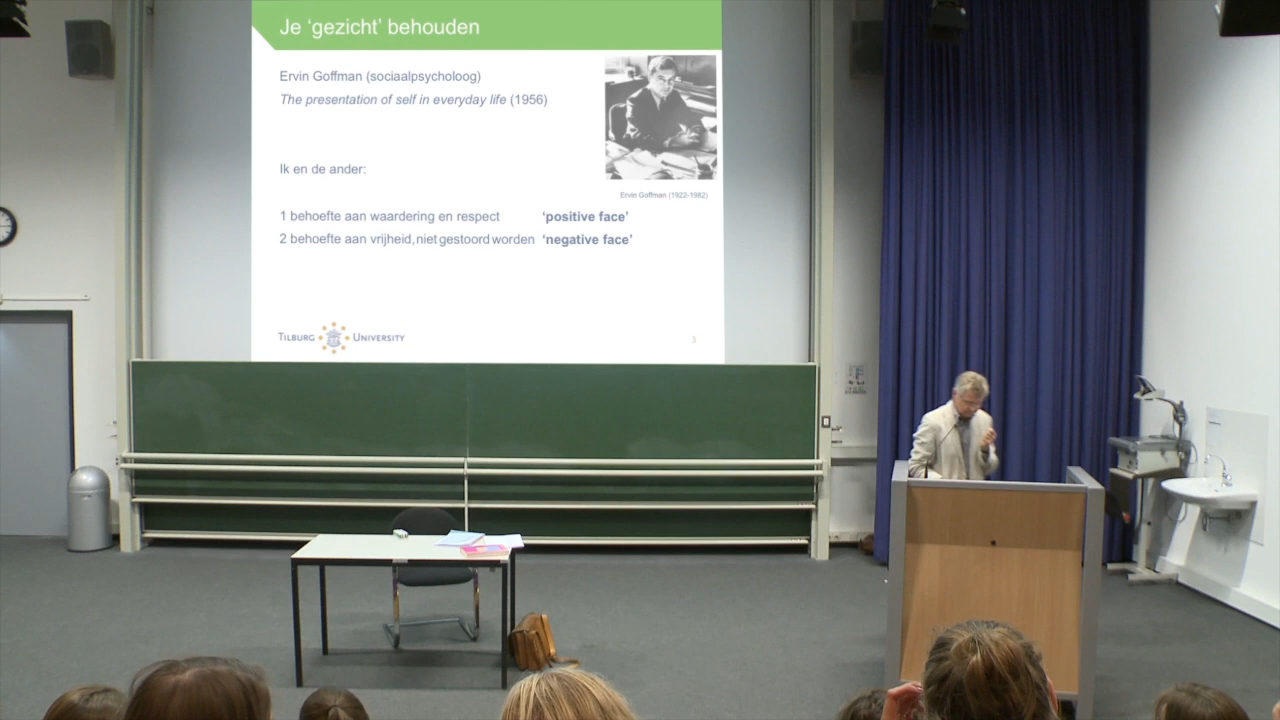 Je ‘gezicht’ behouden
Ervin Goffman (sociaalpsycholoog)
The presentation of self in everyday life (1956)
Ervin Goffman (1922-1982)
Ik en de ander:
1 behoefte aan waardering en respect ‘positive face’
2 behoefte aan vrijheid, niet gestoord worden ‘negative face’
TILBURG UNIVERSITY
3